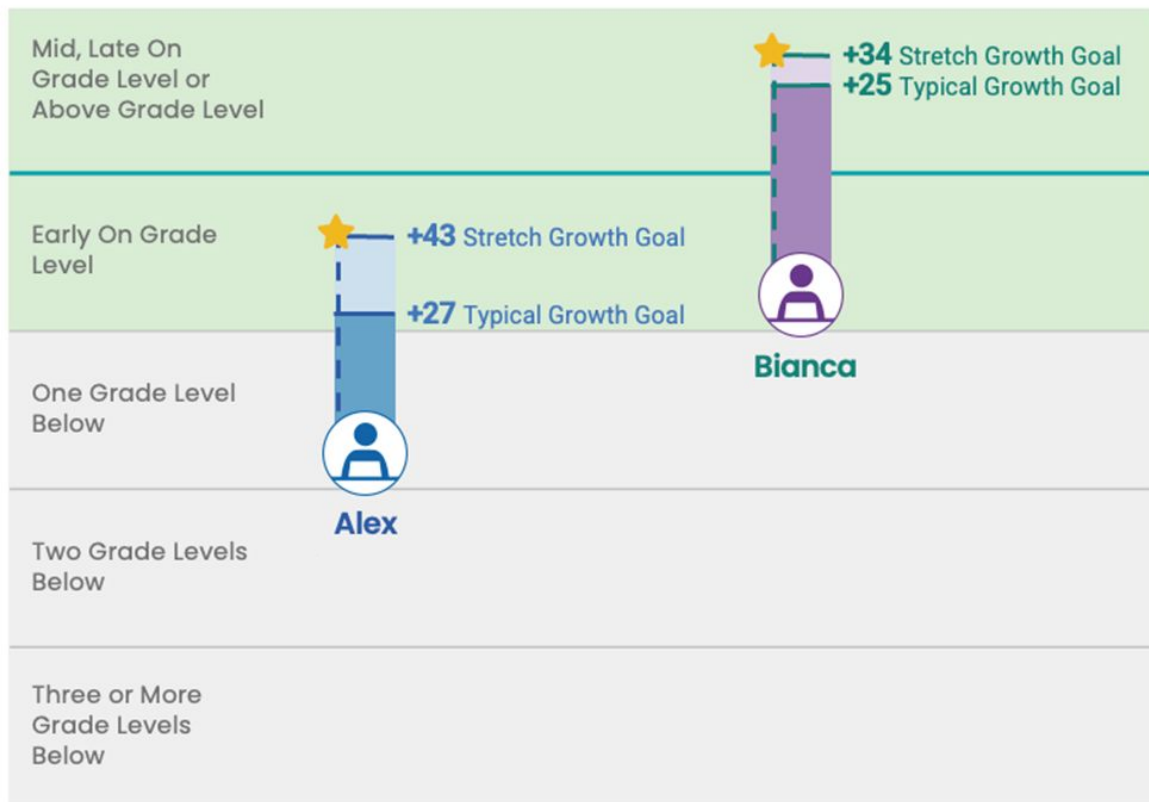 Mid, Late On
Grade Level or
Above Grade Level
+34 Stretch Growth Goal
+25 Typical Growth Goal
Early On Grade
Level
+43 Stretch Growth Goal
+27 Typical Growth Goal
Bianca
One Grade Level
Below
Alex
Two Grade Levels
Below
Three or More
Grade Levels
Below